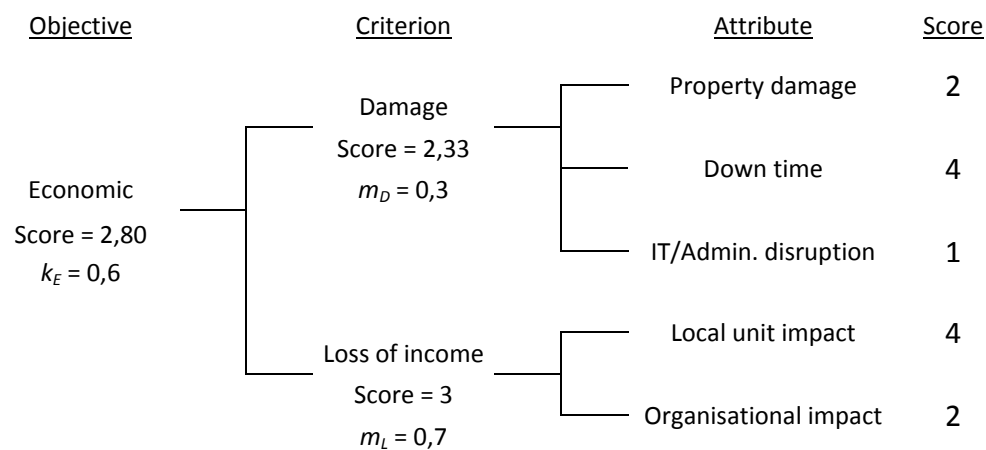 Objective Criterion Attribute Score
Property damage 2
Damage
Score = 2,33
m_D = 0,3
Down time 4
Economic
Score = 2,80
k_E = 0,6
IT/Admin. disruption 1
Local unit impact 4
Loss of income
Score = 3
m_L = 0,7
Organisational impact 2